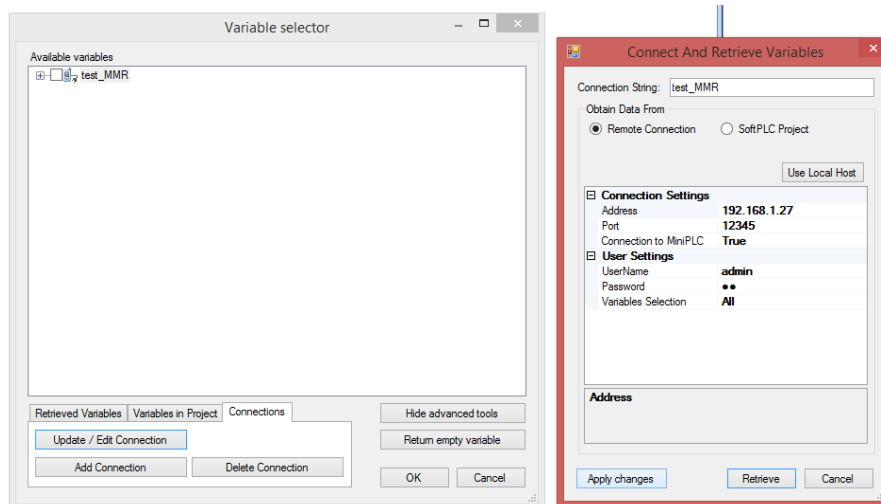 Variable selector
Available variables
test_MMR
Retrieved Variables
Variables in Project
Connections
Update / Edit Connection
Add Connection
Delete Connection
Hide advanced tools
Return empty variable
OK
Cancel
Connect And Retrieve Variables
Connection String: test_MMR
Obtain Data From
Remote Connection
SoftPLC Project
Use Local Host
Connection Settings
Address 192.168.1.27
Port 12345
Connection to MiniPLC True
User Settings
UserName admin
Password ●●
Variables Selection All
Address
Apply changes
Retrieve
Cancel